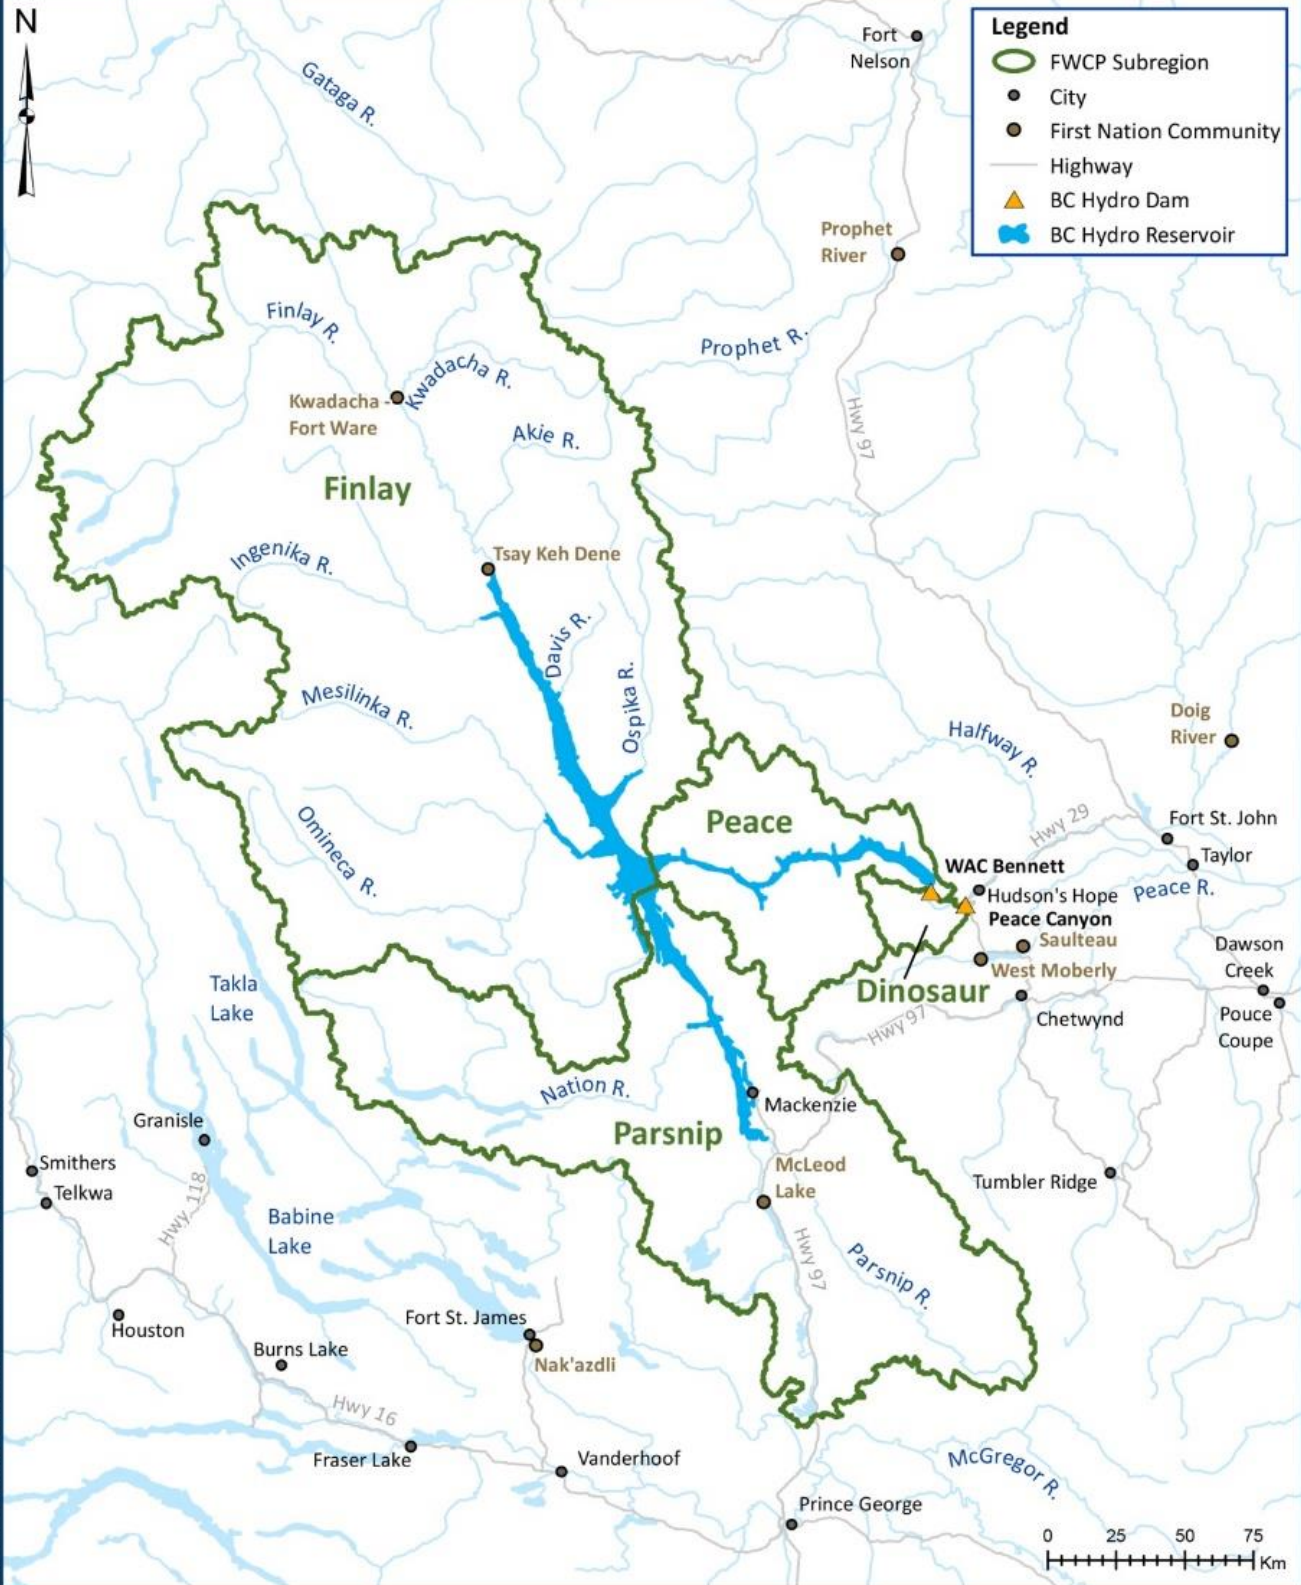 N
Legend
FWCP Subregion
City
First Nation Community
Highway
BC Hydro Dam
BC Hydro Reservoir
Fort
Nelson
Gataga R.
Prophet
River
Finlay R.
Prophet R.
Kwadacha R.
Kwadacha -
Fort Ware
Hwy 97
Akie R.
Finlay
Ingenika R.
Tsay Keh Dene
Davis R.
Ospika R.
Mesilinka R.
Doig
River
Halfway R.
Peace
Omineca R.
Hwy 29
Fort St. John
Taylor
WAC Bennett
Hudson's Hope
Peace R.
Peace Canyon
Saulteau
West Moberly
Dawson
Creek
Takla
Lake
Dinosaur
Hwy 97
Chetwynd
Pouce
Coupe
Nation R.
Mackenzie
Granisle
Parsnip
Smithers
Telkwa
McLeod
Lake
Tumbler Ridge
Hwy 118
Babine
Lake
Hwy 97
Parsnip R.
Houston
Fort St. James
Burns Lake
Nak'azdli
Hwy 16
Fraser Lake
Vanderhoof
McGregor R.
Prince George
0 25 50 75
Km